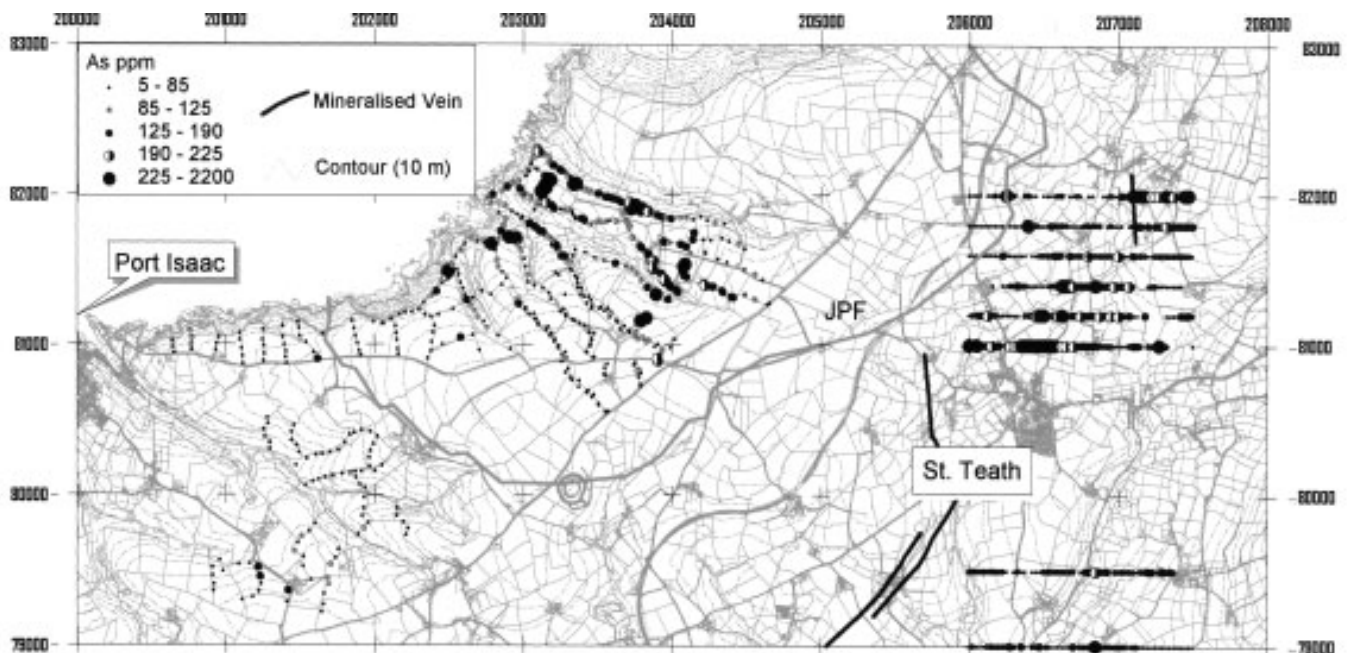 200000 201000 202000 203000 204000 205000 206000 207000 208000
83000 83000
As ppm
5 - 85
85 - 125
125 - 190
190 - 225
225 - 2200
Mineralised Vein
Contour (10 m)
82000 82000
Port Isaac
JPF
81000 81000
St. Teath
80000 80000
79000 79000